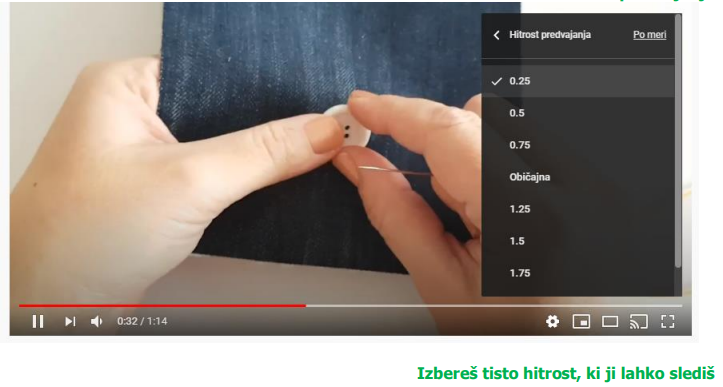 Hitrost predvajanja Po meri
0.25
0.5
0.75
Običajna
1.25
1.5
1.75
0:32 / 1:14
Izbereš tisto hitrost, ki ji lahko slediš